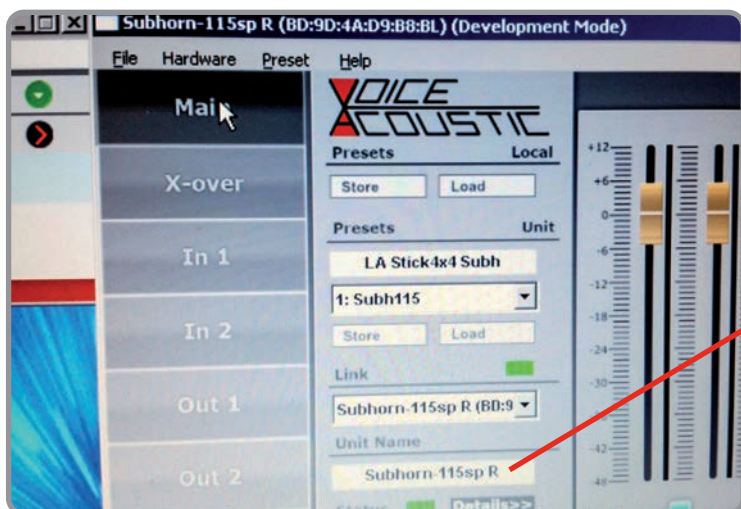 Subhorn-115sp R (BD:9D:4A:D9:B8:BL) (Development Mode)
File Hardware Preset Help
Main
X-over
In 1
In 2
Out 1
Out 2
VOICE
ACOUSTIC
Presets Local
Store Load
Presets Unit
LA Stick4x4 Subh
1: Subh115
Store Load
Link
Subhorn-115sp R (BD:9
Unit Name
Subhorn-115sp R
Status Details>>
+12
+6
0
-6
-12
-18
-24
-30
-42
-48